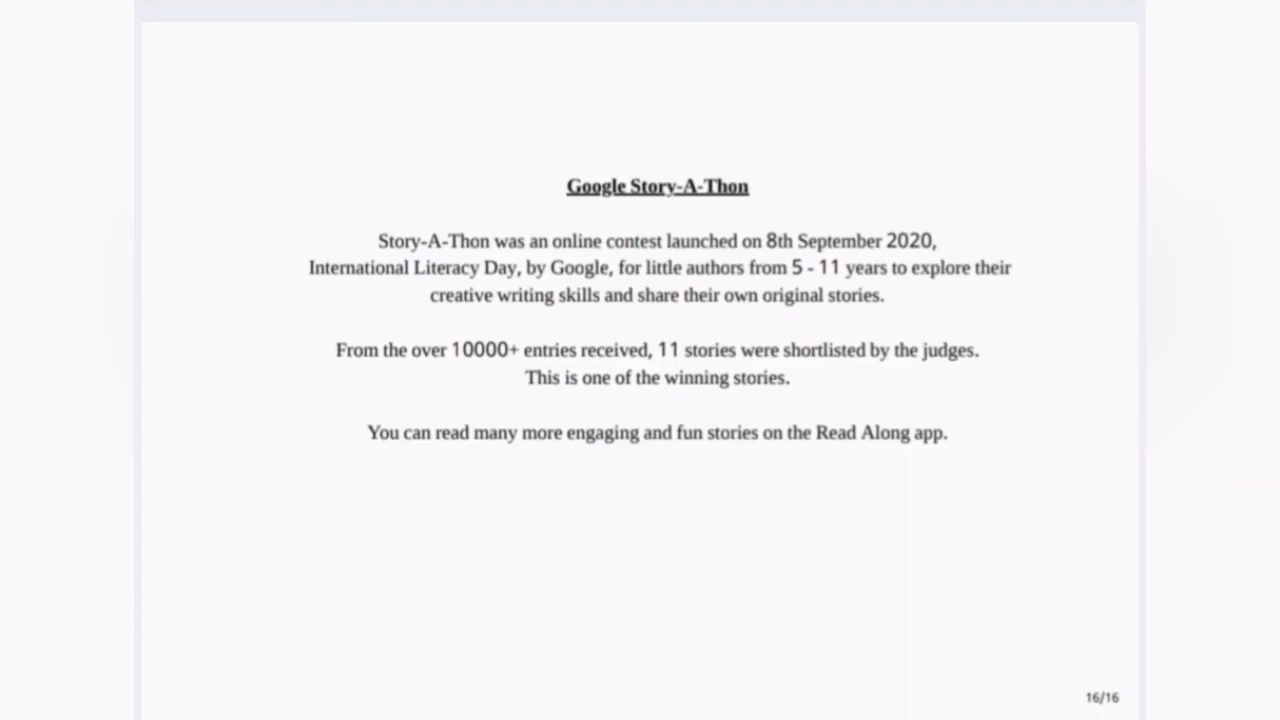 Google Story-A-Thon
Story-A-Thon was an online contest launched on 8th September 2020,
International Literacy Day, by Google, for little authors from 5 - 11 years to explore their
creative writing skills and share their own original stories.
From the over 10000+ entries received, 11 stories were shortlisted by the judges.
This is one of the winning stories.
You can read many more engaging and fun stories on the Read Along app.
16/16